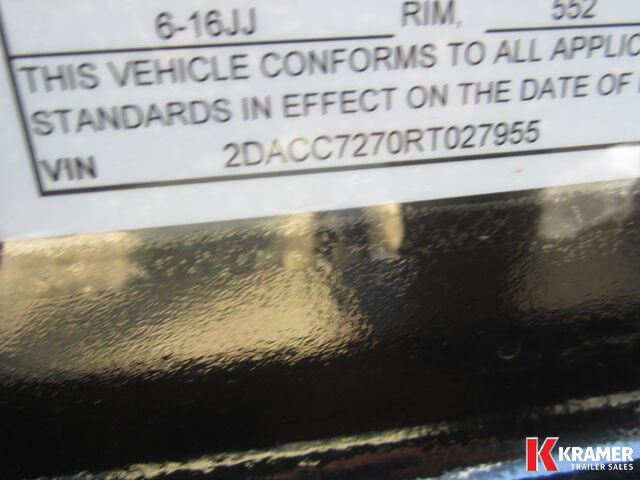 6-16JJ RIM, 552
THIS VEHICLE CONFORMS TO ALL APPLIC
STANDARDS IN EFFECT ON THE DATE OF
VIN 2DACC7270RT027955
KRAMER
TRAILER SALES